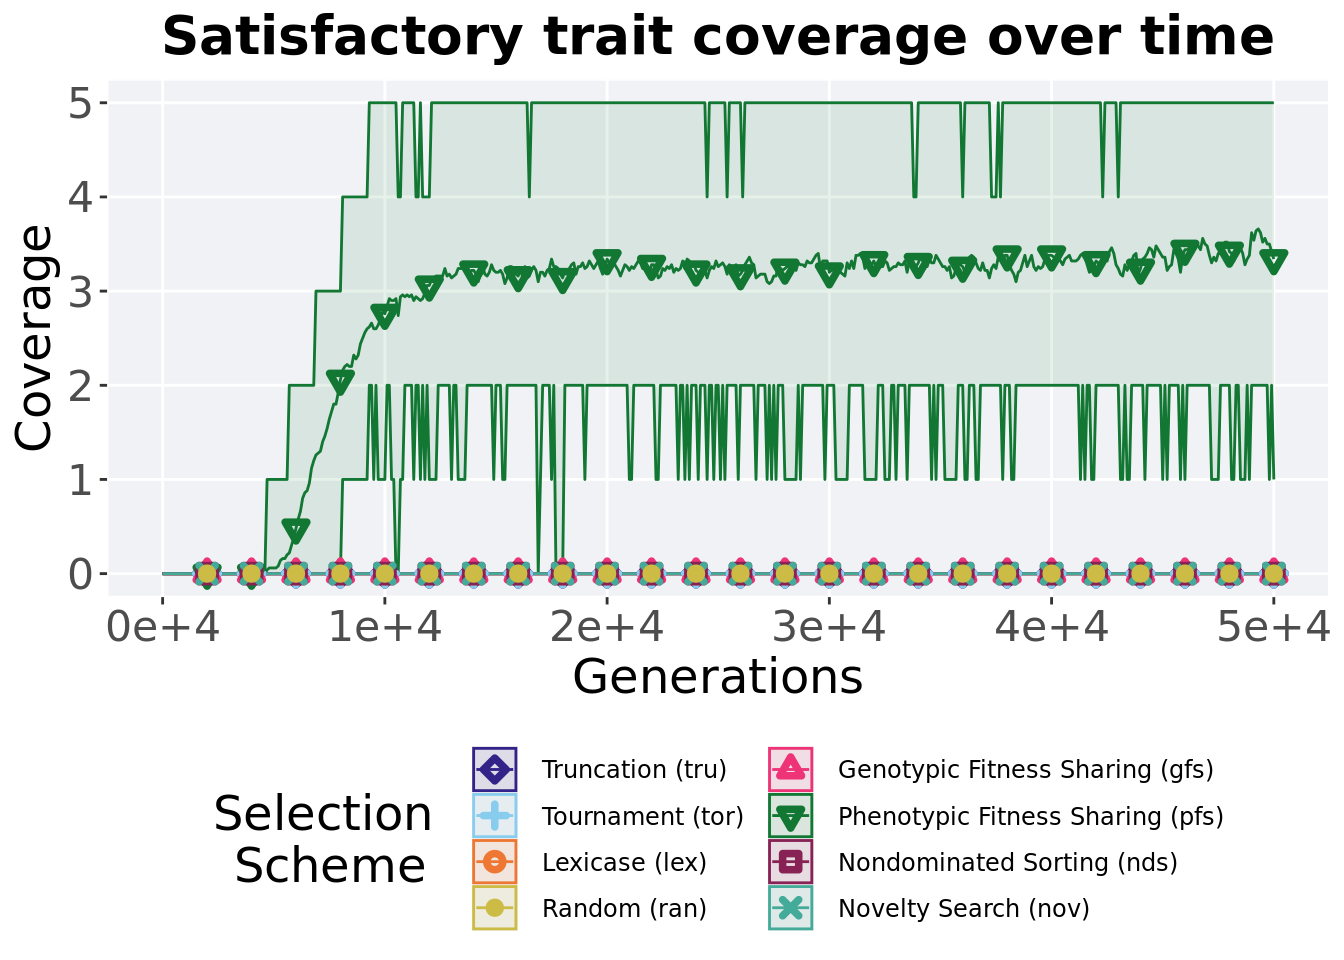 Satisfactory trait coverage over time
5
4
3
2
1
0
Coverage
0e+4 1e+4 2e+4 3e+4 4e+4 5e+4
Generations
Selection
Scheme
Truncation (tru)
Tournament (tor)
Lexicase (lex)
Random (ran)
Genotypic Fitness Sharing (gfs)
Phenotypic Fitness Sharing (pfs)
Nondominated Sorting (nds)
Novelty Search (nov)